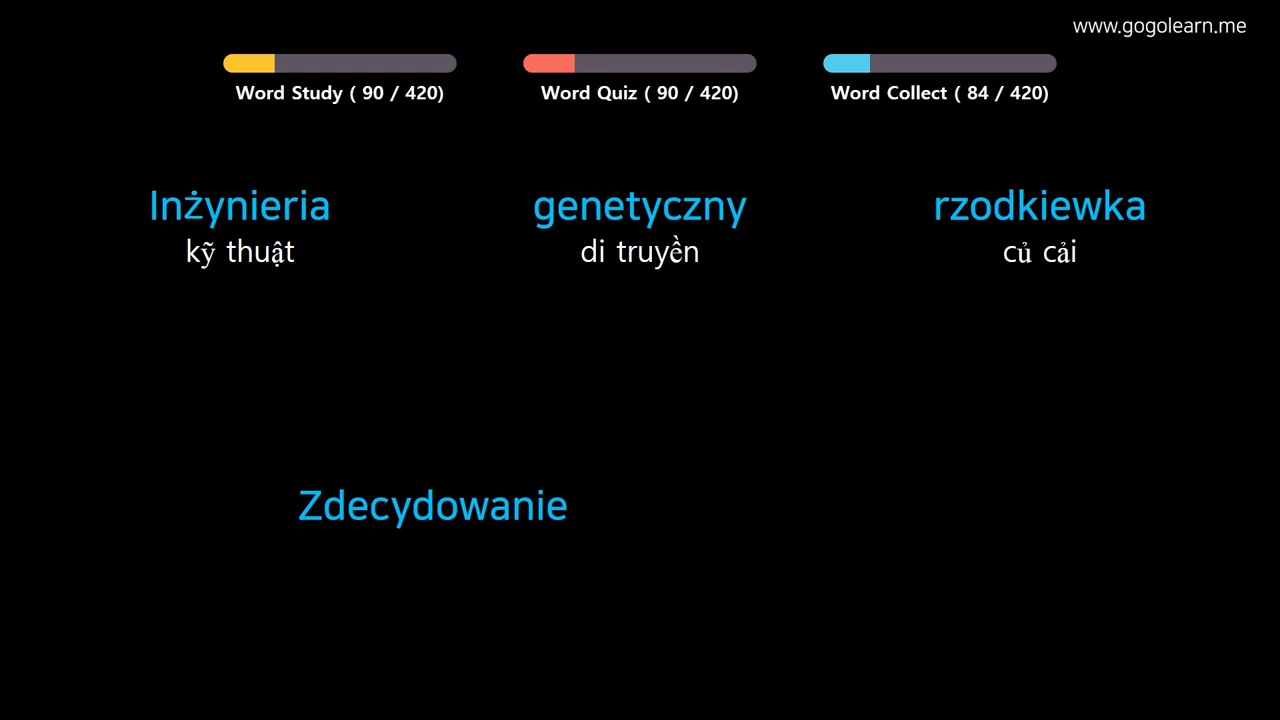 www.gogolearn.me
Word Study ( 90 / 420)
Word Quiz ( 90 / 420)
Word Collect ( 84 / 420)
Inżynieria
genetyczny
rzodkiewka
kỹ thuật
di truyền
củ cải
Zdecydowanie